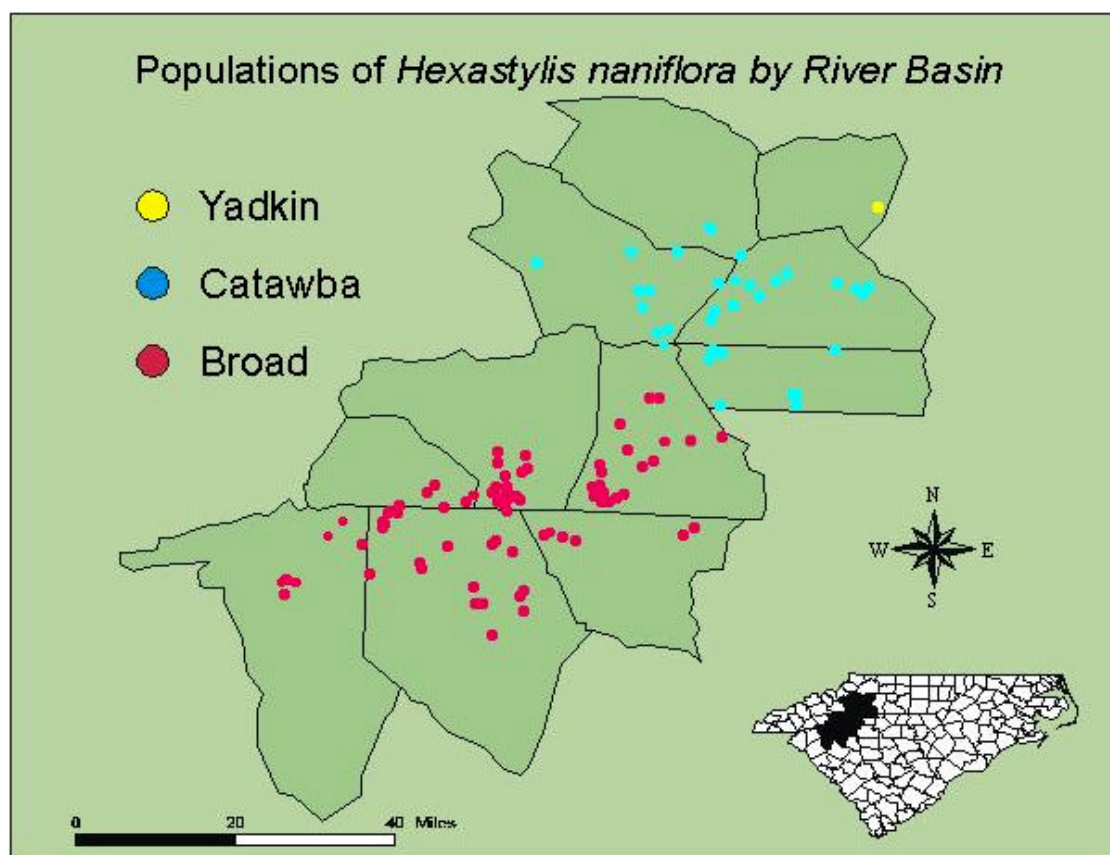 Populations of Hexastylis naniflora by River Basin
Yadkin
Catawba
Broad
N
W E
S
0 20 40 Miles